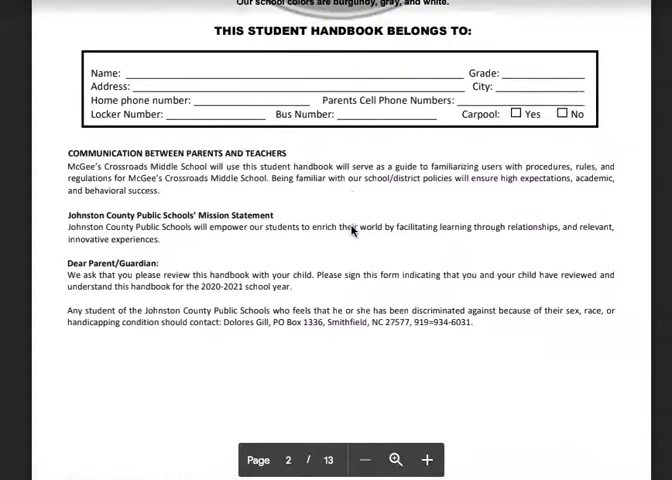 Our school colors are burgundy, gray, and white.
THIS STUDENT HANDBOOK BELONGS TO:
Name: Grade:
Address: City:
Home phone number: Parents Cell Phone Numbers:
Locker Number: Bus Number: Carpool: Yes No
COMMUNICATION BETWEEN PARENTS AND TEACHERS
McGee's Crossroads Middle School will use this student handbook will serve as a guide to familiarizing users with procedures, rules, and
regulations for McGee's Crossroads Middle School. Being familiar with our school/district policies will ensure high expectations, academic,
and behavioral success.
Johnston County Public Schools' Mission Statement
Johnston County Public Schools will empower our students to enrich their world by facilitating learning through relationships, and relevant,
innovative experiences.
Dear Parent/Guardian:
We ask that you please review this handbook with your child. Please sign this form indicating that you and your child have reviewed and
understand this handbook for the 2020-2021 school year.
Any student of the Johnston County Public Schools who feels that he or she has been discriminated against because of their sex, race, or
handicapping condition should contact: Dolores Gill, PO Box 1336, Smithfield, NC 27577, 919=934-6031.
Page 2 / 13